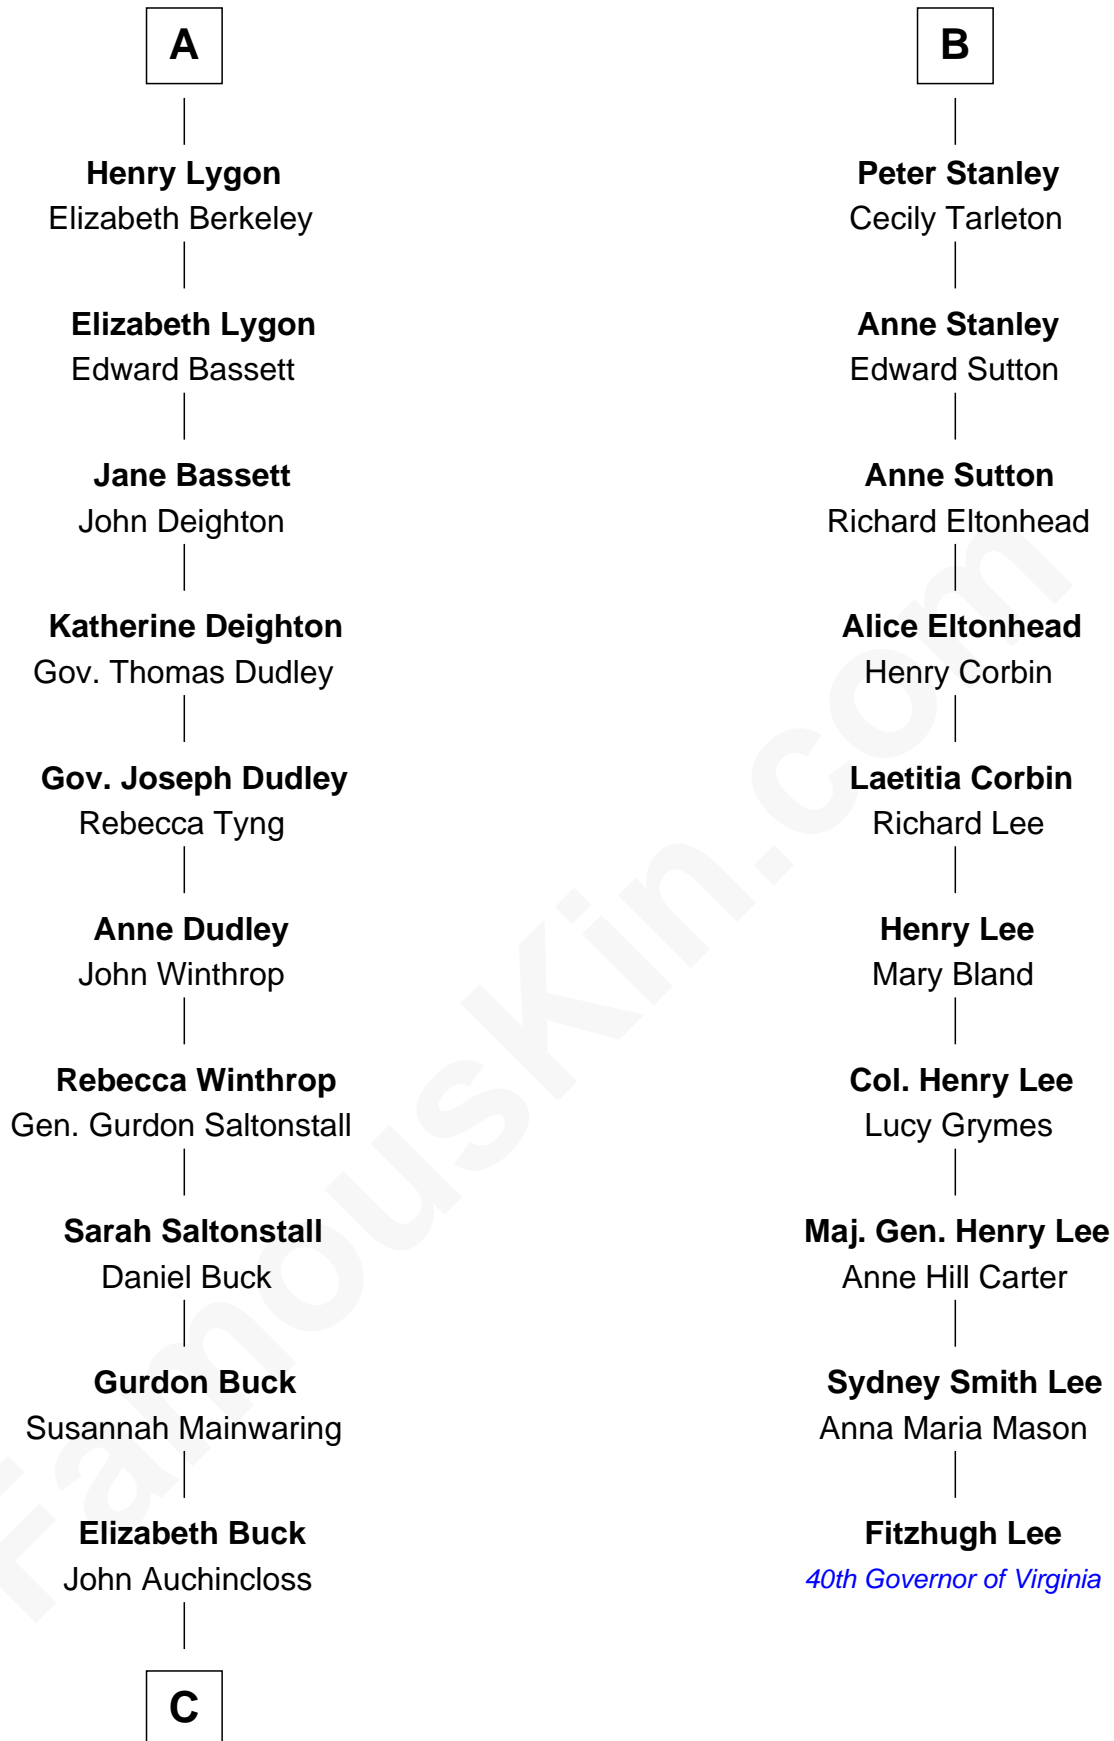 A
Henry Lygon
Elizabeth Berkeley
Elizabeth Lygon
Edward Bassett
Jane Bassett
John Deighton
Katherine Deighton
Gov. Thomas Dudley
Gov. Joseph Dudley
Rebecca Tyng
Anne Dudley
John Winthrop
Rebecca Winthrop
Gen. Gurdon Saltonstall
Sarah Saltonstall
Daniel Buck
Gurdon Buck
Susannah Mainwaring
Elizabeth Buck
John Auchincloss
C
B
Peter Stanley
Cecily Tarleton
Anne Stanley
Edward Sutton
Anne Sutton
Richard Eltonhead
Alice Eltonhead
Henry Corbin
Laetitia Corbin
Richard Lee
Henry Lee
Mary Bland
Col. Henry Lee
Lucy Grymes
Maj. Gen. Henry Lee
Anne Hill Carter
Sydney Smith Lee
Anna Maria Mason
Fitzhugh Lee
40th Governor of Virginia
FamousKin.com